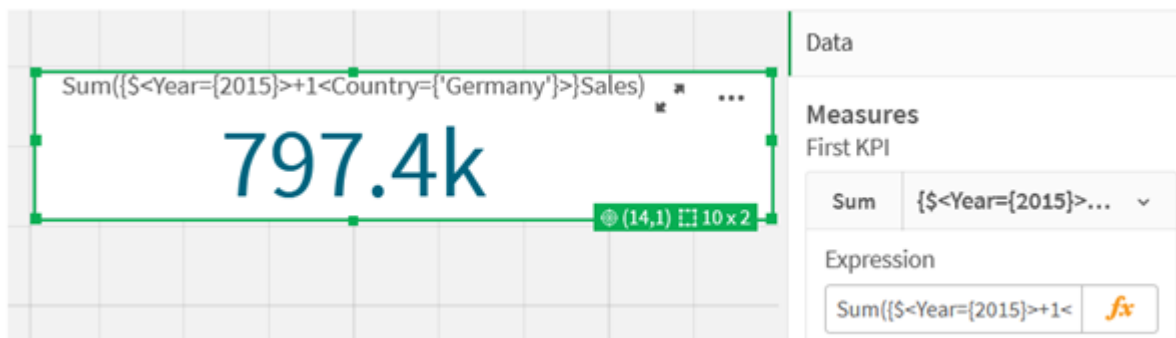 Sum({$<Year={2015}>+1<Country={'Germany'}>}Sales)
797.4k
(14,1) 10 x 2
Data
Measures
First KPI
Sum {$<Year={2015}>...
Expression
Sum({$<Year={2015}>+1< fx